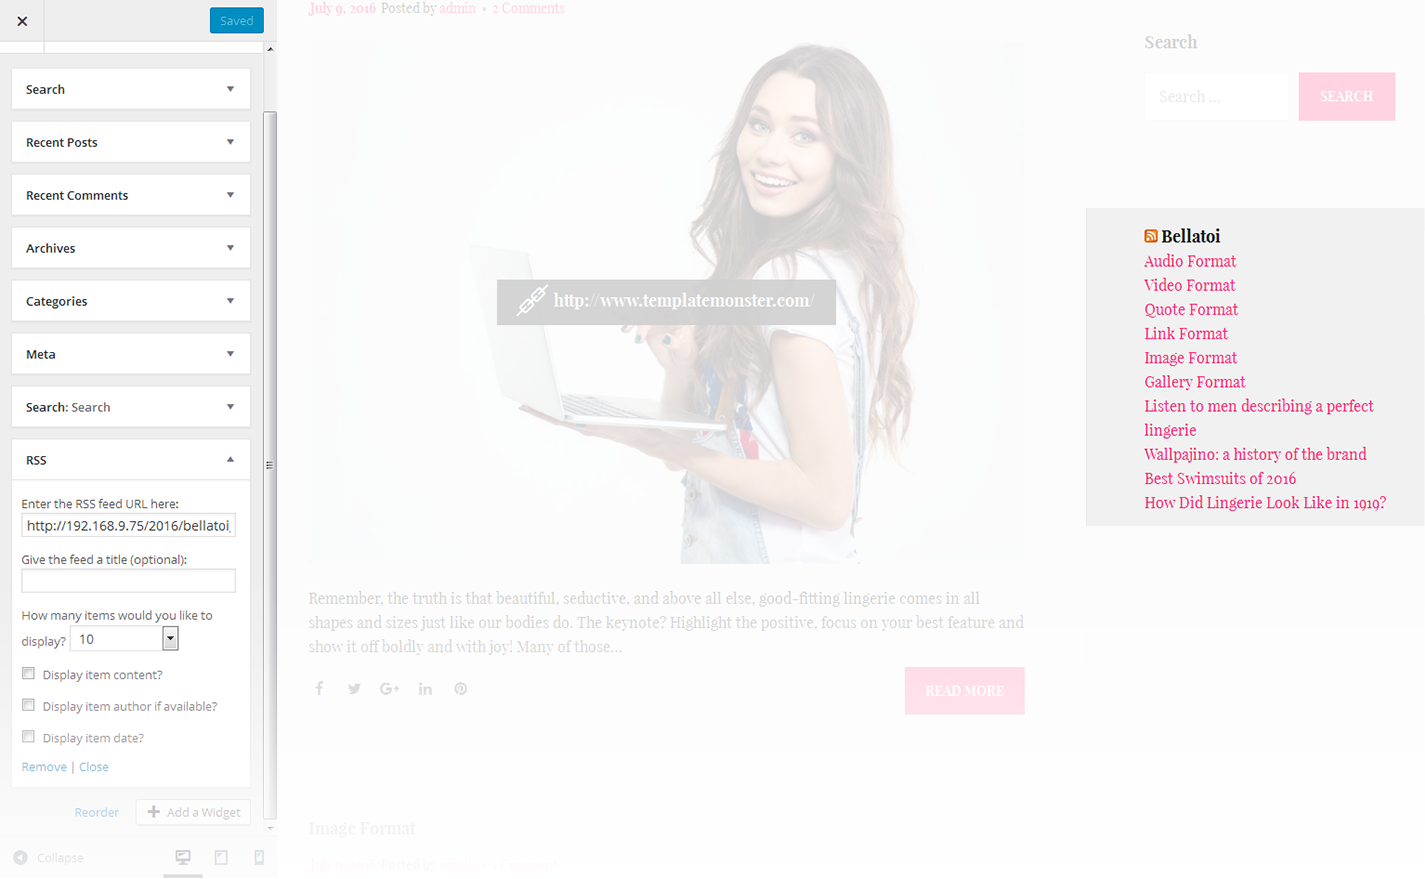 Saved
Search
Recent Posts
Recent Comments
Archives
Categories
Meta
Search: Search
RSS
Enter the RSS feed URL here:
http://192.168.9.75/2016/bellatoi_
Give the feed a title (optional):
How many items would you like to
display? 10
Display item content?
Display item author if available?
Display item date?
Remove | Close
Reorder
Add a Widget
Collapse
July 9, 2016 Posted by admin • 2 Comments
http://www.templatemonster.com/
Remember, the truth is that beautiful, seductive, and above all else, good-fitting lingerie comes in all
shapes and sizes just like our bodies do. The keynote? Highlight the positive, focus on your best feature and
show it off boldly and with joy! Many of those...
READ MORE
Image Format
July 9, 2016 Posted by admin • 1 Comment
Search
Search ...
SEARCH
Bellatoi
Audio Format
Video Format
Quote Format
Link Format
Image Format
Gallery Format
Listen to men describing a perfect
lingerie
Wallpajino: a history of the brand
Best Swimsuits of 2016
How Did Lingerie Look Like in 1919?